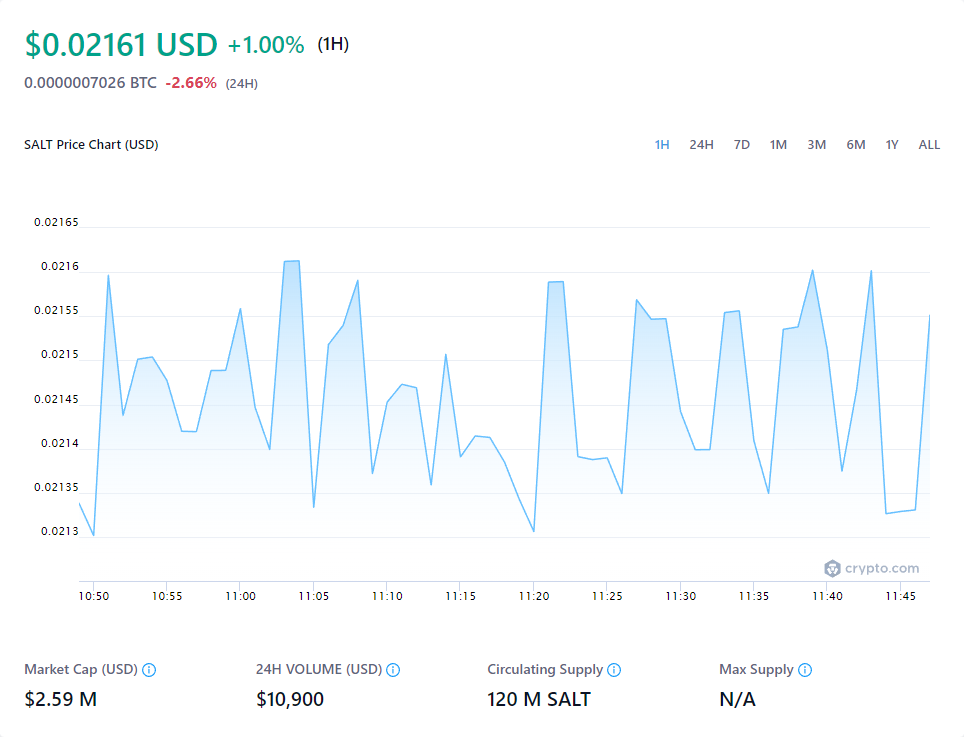 $0.02161 USD +1.00% (1H)
0.0000007026 BTC -2.66% (24H)
SALT Price Chart (USD)
1H 24H 7D 1M 3M 6M 1Y ALL
0.02165
0.0216
0.02155
0.0215
0.02145
0.0214
0.02135
0.0213
crypto.com
10:50 10:55 11:00 11:05 11:10 11:15 11:20 11:25 11:30 11:35 11:40 11:45
Market Cap (USD) 24H VOLUME (USD) Circulating Supply Max Supply
$2.59 M $10,900 120 M SALT N/A